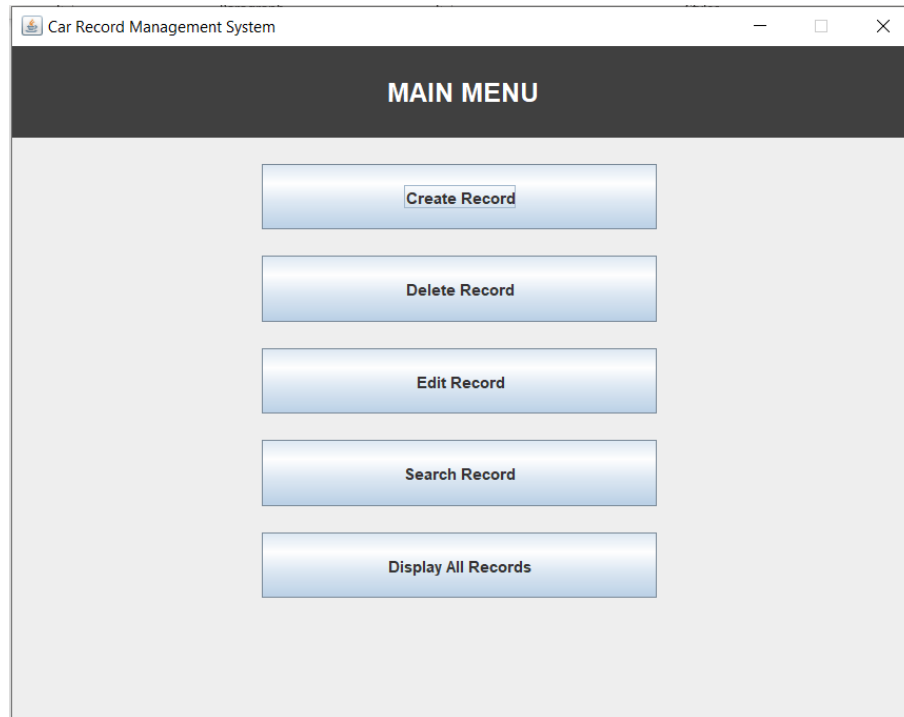 Car Record Management System
MAIN MENU
Create Record
Delete Record
Edit Record
Search Record
Display All Records